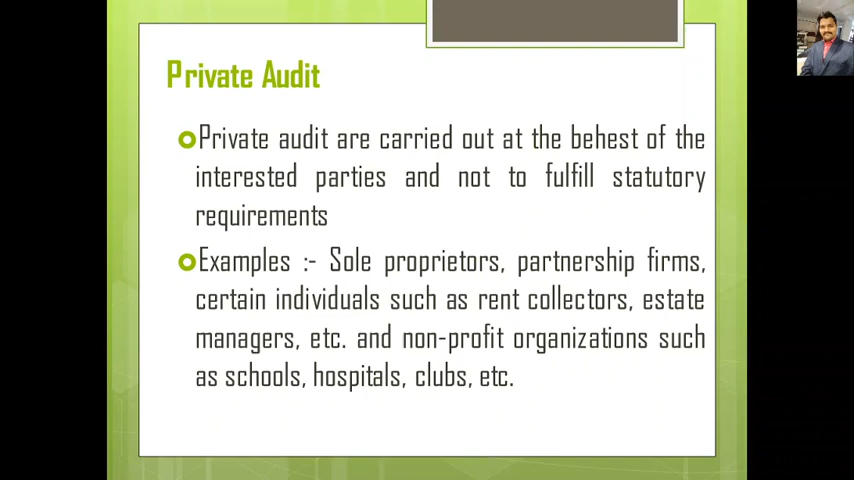 Private Audit
Private audit are carried out at the behest of the
interested parties and not to fulfill statutory
requirements
Examples :- Sole proprietors, partnership firms,
certain individuals such as rent collectors, estate
managers, etc. and non-profit organizations such
as schools, hospitals, clubs, etc.